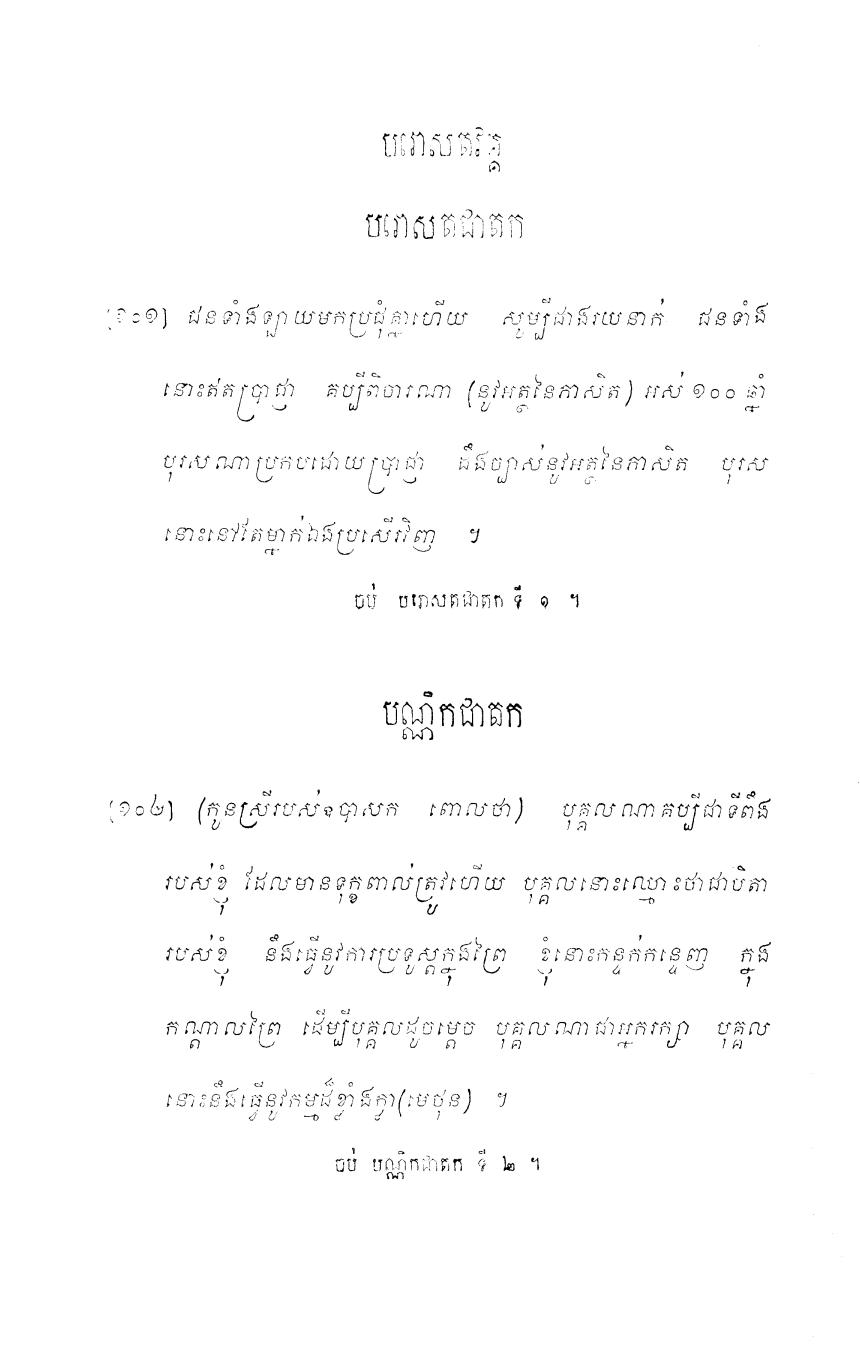 បរោសតវគ្គ
បរោសតជាតក
[១០១] ជនទាំងឡាយមកប្រជុំគ្នាហើយ សូម្បីជាងរយនាក់ ជនទាំង
នោះឥតប្រាជ្ញា គប្បីពិចារណា (នូវអត្ថនៃភាសិត) អស់ ១០០ ឆ្នាំ
បុរសណាប្រកបដោយប្រាជ្ញា ដឹងច្បាស់នូវអត្ថនៃភាសិត បុរស
នោះនៅតែម្នាក់ឯងប្រសើរវិញ ។
ចប់ បរោសតជាតក ទី ១ ។
បណ្ណិកជាតក
[១០២] (កូនស្រីរបស់ឧបាសក ពោលថា) បុគ្គលណាគប្បីជាទីពឹង
របស់ខ្ញុំ ដែលមានទុក្ខពាល់ត្រូវហើយ បុគ្គលនោះឈ្មោះថាជាបិតា
របស់ខ្ញុំ នឹងធ្វើនូវការប្រទូស្តក្នុងព្រៃ ខ្ញុំនោះកន្ទក់កន្ទេញ ក្នុង
កណ្តាលព្រៃ ដើម្បីបុគ្គលដូចម្តេច បុគ្គលណាជាអ្នករក្សា បុគ្គល
នោះនឹងធ្វើនូវកម្មដ៏ខ្លាំងក្លា(មេថុន) ។
ចប់ បណ្ណិកជាតក ទី ២ ។